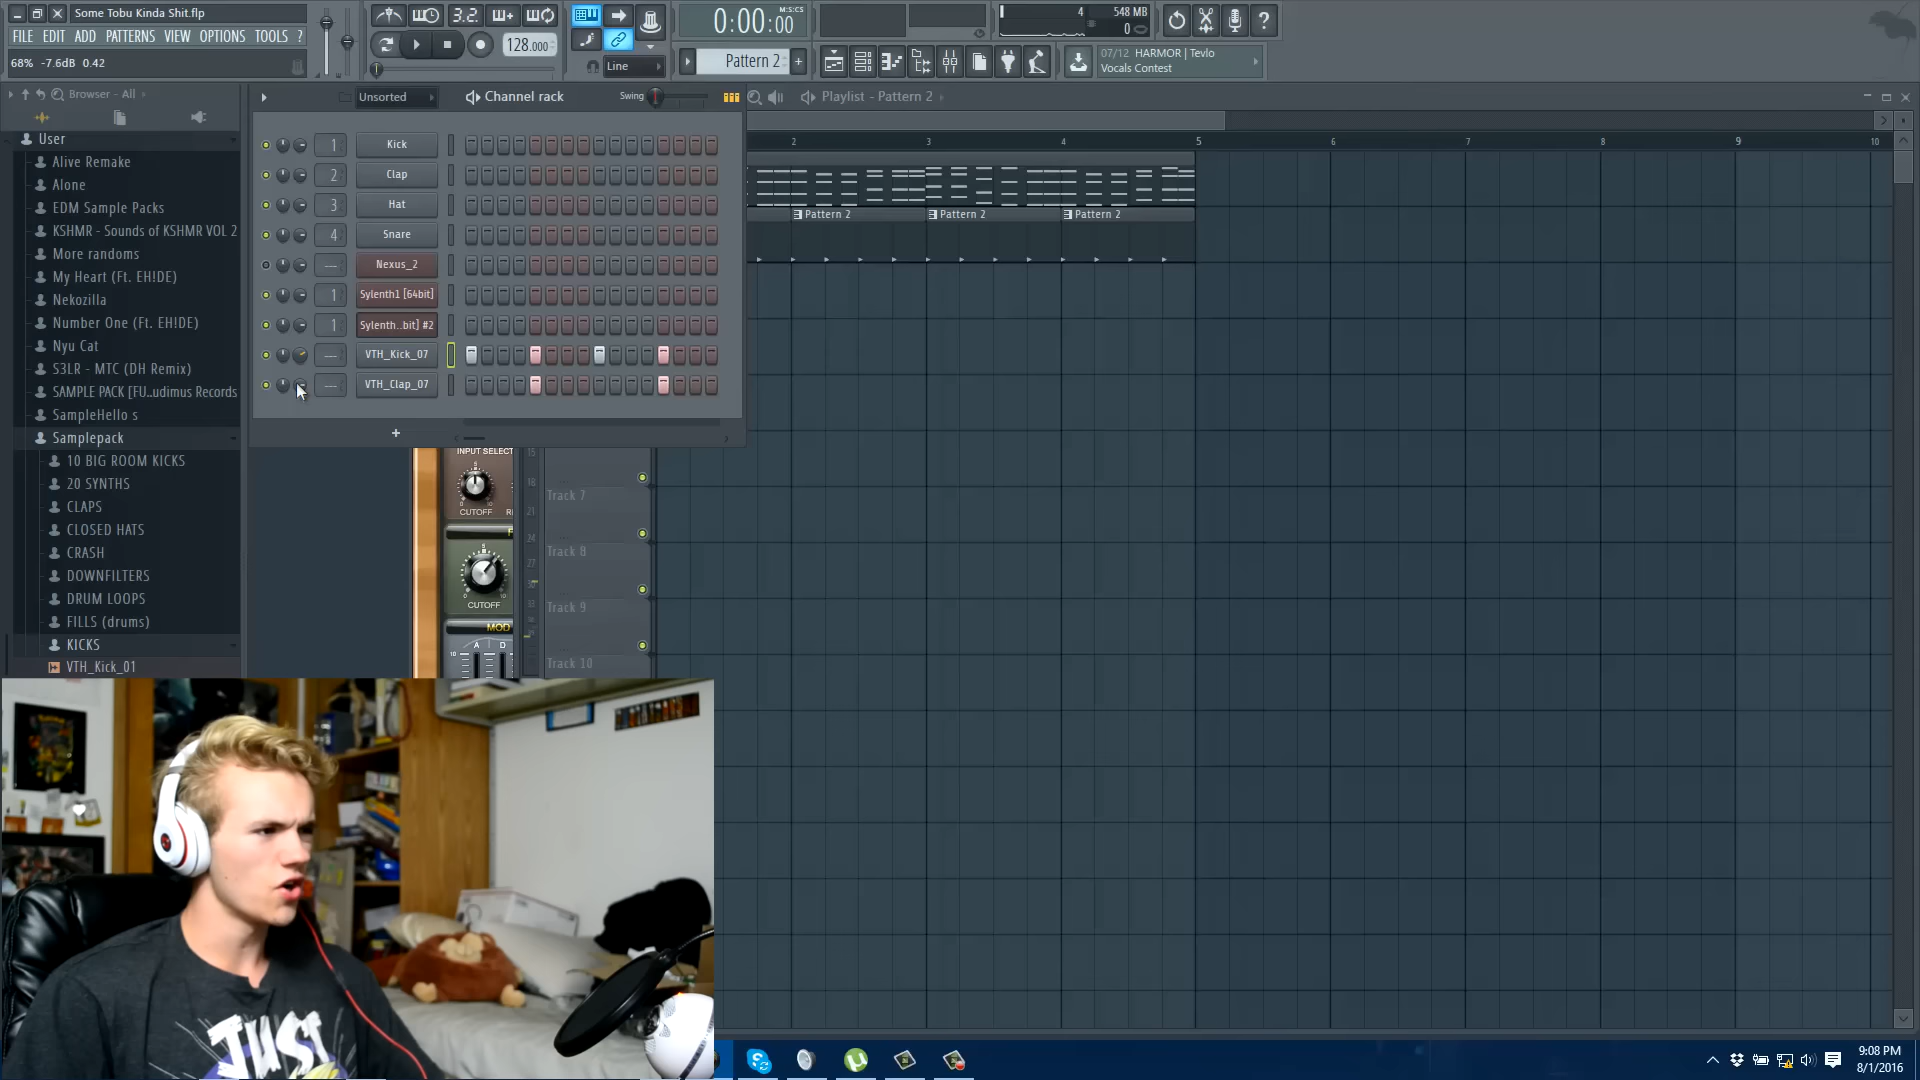 Some Tobu Kinda Shit.flp
FILE EDIT ADD PATTERNS VIEW OPTIONS TOOLS ?
68% -7.6dB 0.42
3.2
128.000
Line
0:00:00
M:S:CS
Pattern 2
4
548 MB
0
07/12 HARMOR | Tevlo
Vocals Contest
Browser - All
Unsorted
Channel rack
Swing
Playlist - Pattern 2
2 3 4 5 6 7 8 9 10
User
Alive Remake
Alone
EDM Sample Packs
KSHMR - Sounds of KSHMR VOL 2
More randoms
My Heart (Ft. EH!DE)
Nekozilla
Number One (Ft. EH!DE)
Nyu Cat
S3LR - MTC (DH Remix)
SAMPLE PACK [FU..udimus Records
SampleHello s
Samplepack
10 BIG ROOM KICKS
20 SYNTHS
CLAPS
CLOSED HATS
CRASH
DOWNFILTERS
DRUM LOOPS
FILLS (drums)
KICKS
VTH_Kick_01
1 Kick
2 Clap
3 Hat
4 Snare
--- Nexus_2
1 Sylenth1 [64bit]
1 Sylenth..bit] #2
--- VTH_Kick_07
--- VTH_Clap_07
+
Pattern 2
Pattern 2
Pattern 2
INPUT SELECT
CUTOFF
CUTOFF
MOD
A D
10
15
18
21
24
27
Track 7
Track 8
Track 9
Track 10
JUST
9:08 PM
8/1/2016